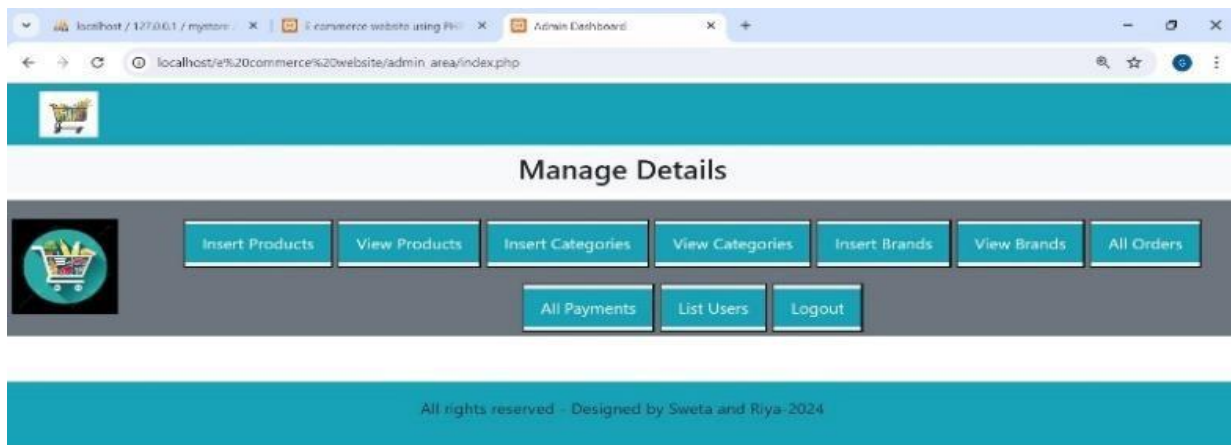 localhost / 127.0.0.1 / mystore /
E commerce website using PH
Admin Dashboard
localhost/e%20commerce%20website/admin_area/index.php
G
Manage Details
Insert Products
View Products
Insert Categories
View Categories
Insert Brands
View Brands
All Orders
All Payments
List Users
Logout
All rights reserved - Designed by Sweta and Riya-2024